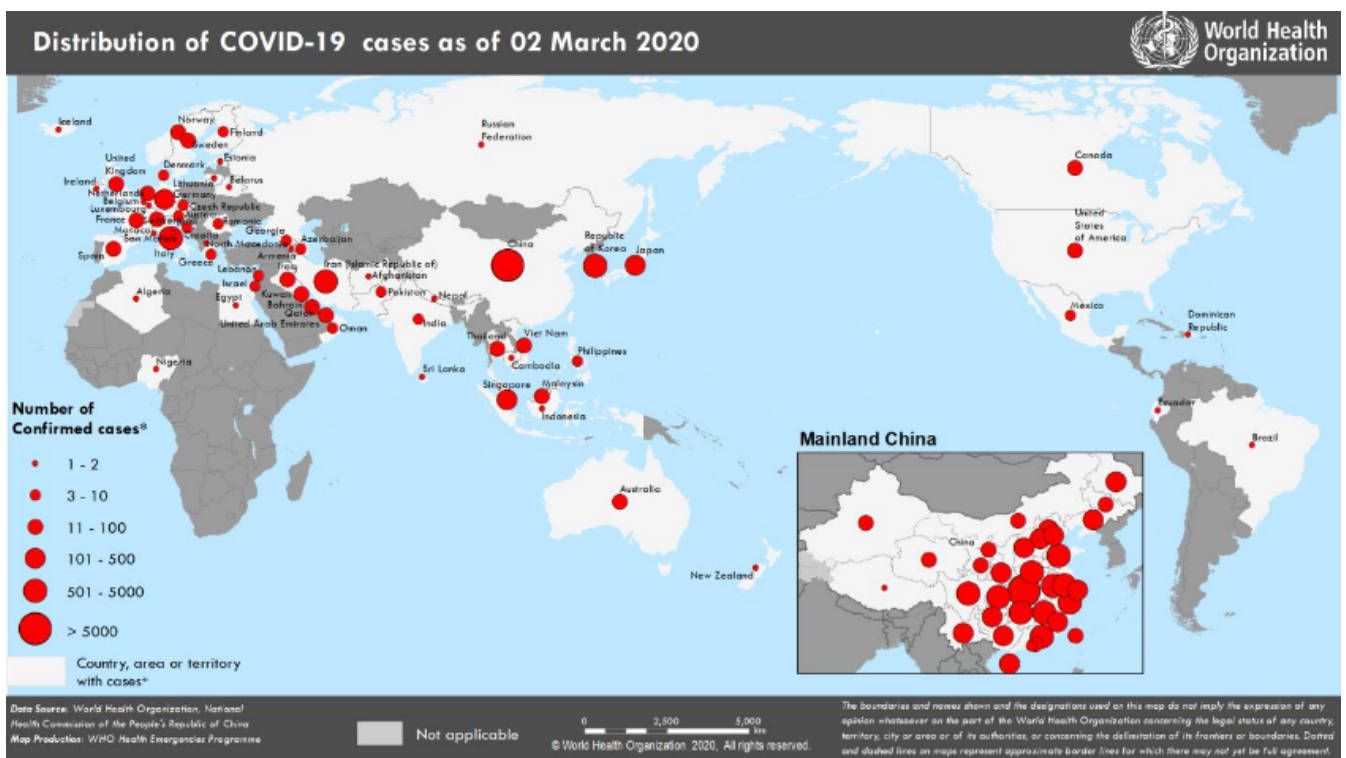 Distribution of COVID-19 cases as of 02 March 2020
World Health
Organization
Iceland
Norway
Finland
Sweden
Russian
Federation
United
Kingdom
Denmark
Estonia
Ireland
Lithuania
Belarus
Netherlands
Germany
Belgium
Czech Republic
Luxembourg
Austria
France
Romania
Monaco
Croatia
Georgia
San Marino
North Macedonia
Azerbaijan
Spain
Italy
Armenia
Greece
Lebanon
Iraq
Iran (Islamic Republic of)
Afghanistan
Israel
Algeria
Egypt
Kuwait
Pakistan
Nepal
Bahrain
Qatar
United Arab Emirates
Oman
India
China
Republic
of Korea
Japan
Thailand
Viet Nam
Cambodia
Philippines
Sri Lanka
Singapore
Malaysia
Indonesia
Nigeria
Australia
New Zealand
Canada
United
States
of America
Mexico
Dominican
Republic
Ecuador
Brazil
Number of
Confirmed cases*
1 - 2
3 - 10
11 - 100
101 - 500
501 - 5000
> 5000
Country, area or territory
with cases+
Mainland China
China
Data Source: World Health Organization, National
Health Commission of the People's Republic of China
Map Production: WHO Health Emergencies Programme
Not applicable
0 2,500 5,000
km
© World Health Organization 2020, All rights reserved.
The boundaries and names shown and the designations used on this map do not imply the expression of any
opinion whatsoever on the part of the World Health Organization concerning the legal status of any country,
territory, city or area or of its authorities, or concerning the delimitation of its frontiers or boundaries. Dotted
and dashed lines on maps represent approximate border lines for which there may not yet be full agreement.